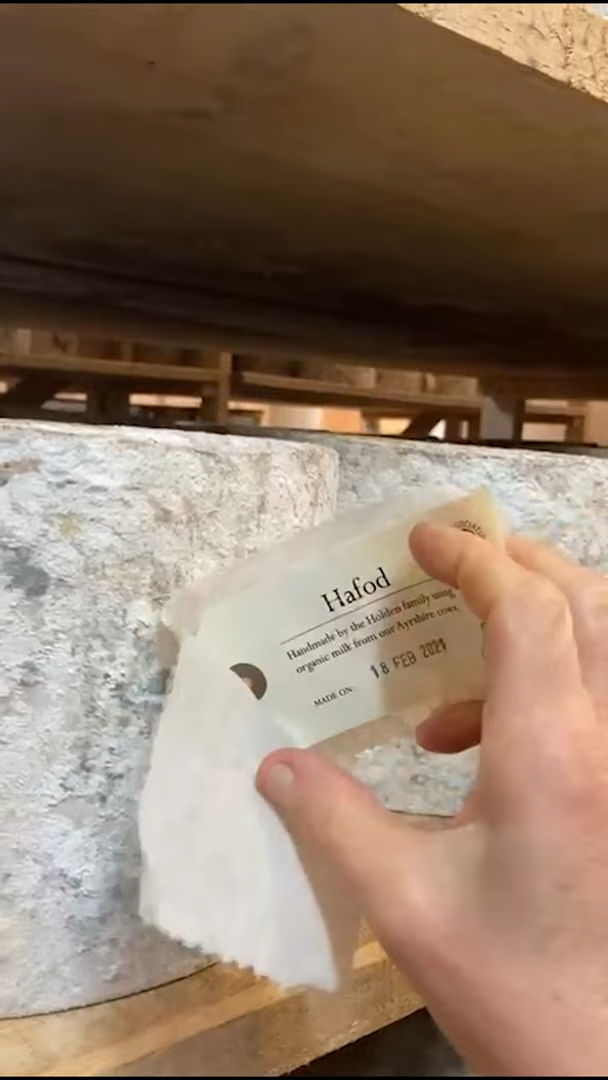 Hafod
Handmade by the Holden family using
organic milk from our Ayrshire cows
MADE ON: 18 FEB 2021